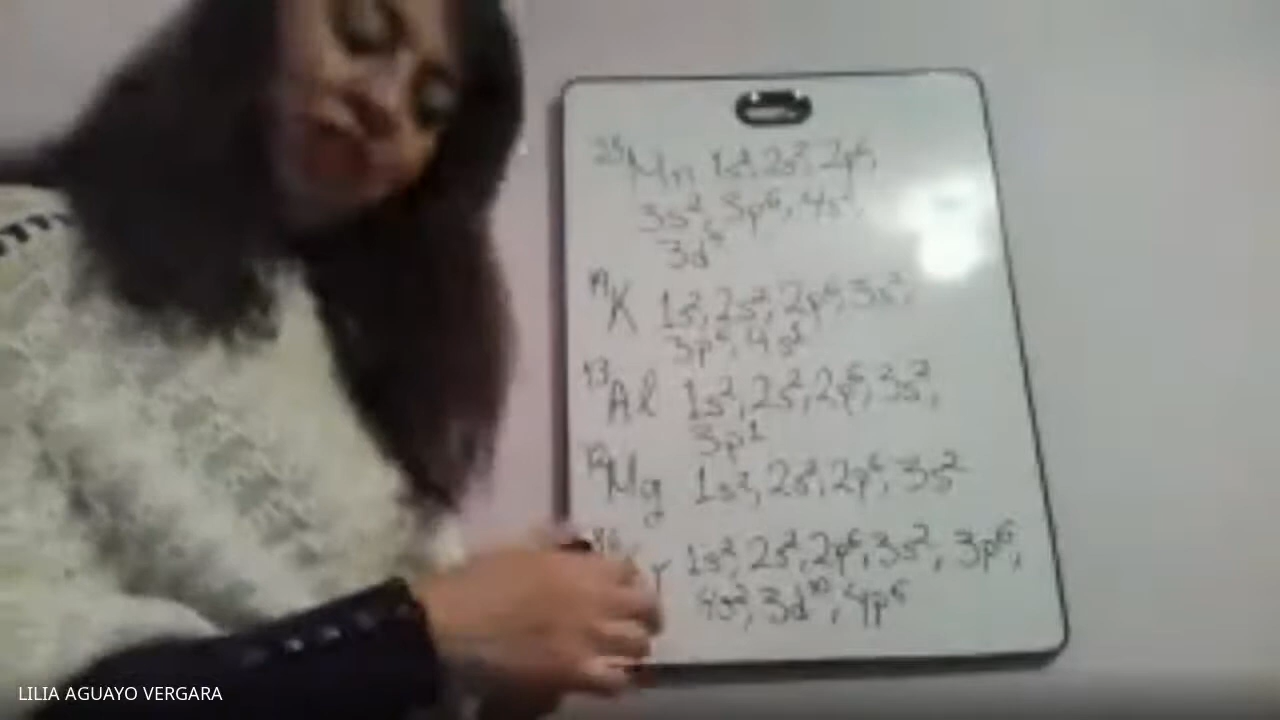 25Mn 1s², 2s², 2p⁶,
3s², 3p⁶, 4s²,
3d⁵
19K 1s², 2s², 2p⁶, 3s²,
3p⁶, 4s¹
13Al 1s², 2s², 2p⁶, 3s²,
3p¹
12Mg 1s², 2s², 2p⁶, 3s²
36 1s², 2s², 2p⁶, 3s², 3p⁶,
4s², 3d¹⁰, 4p⁶
LILIA AGUAYO VERGARA